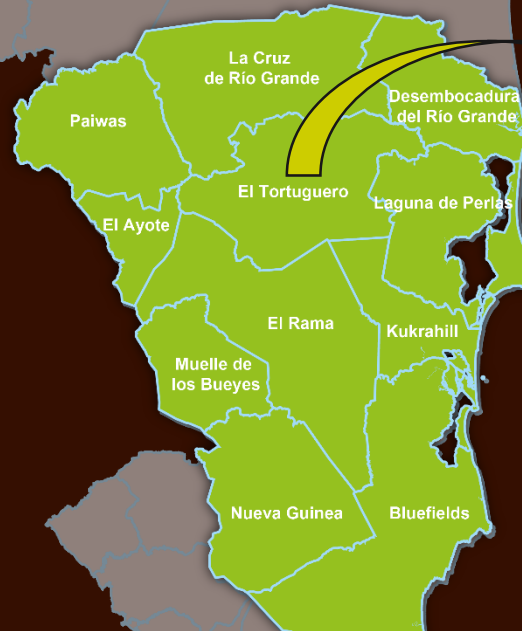 La Cruz
de Río Grande
Desembocadura
del Río Grande
Paiwas
El Tortuguero
Laguna de Perlas
El Ayote
El Rama
Kukrahill
Muelle de
los Bueyes
Nueva Guinea
Bluefields